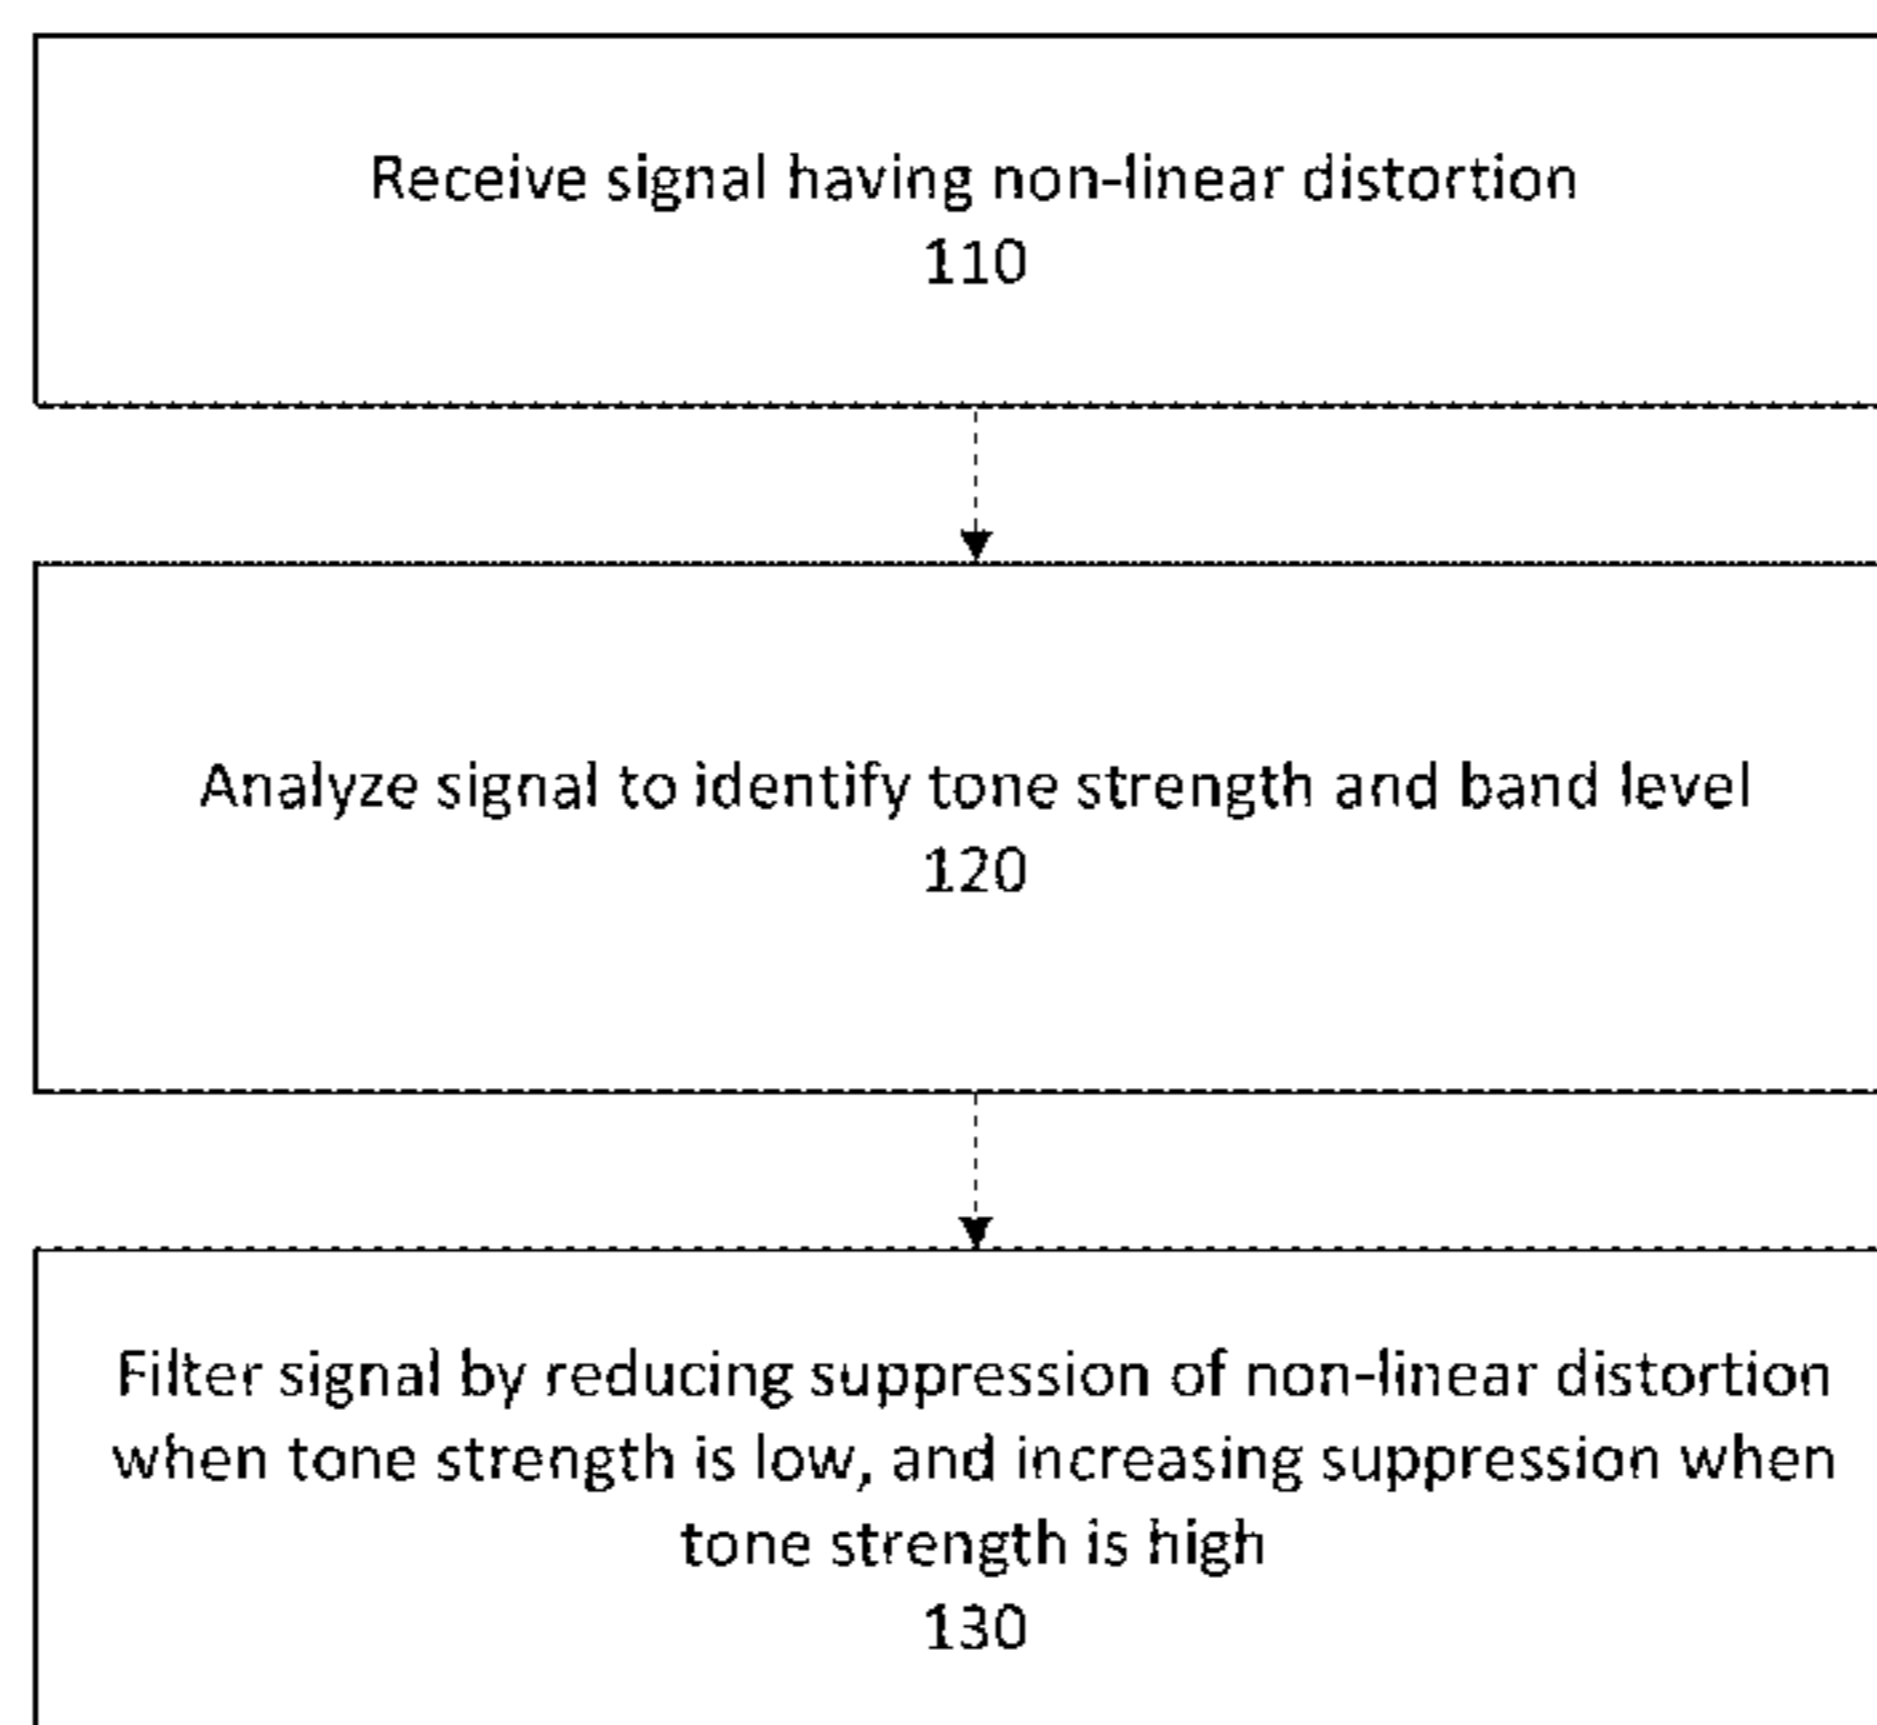 Receive signal having non-linear distortion
110
Analyze signal to identify tone strength and band level
120
Filter signal by reducing suppression of non-linear distortion
when tone strength is low, and increasing suppression when
tone strength is high
130